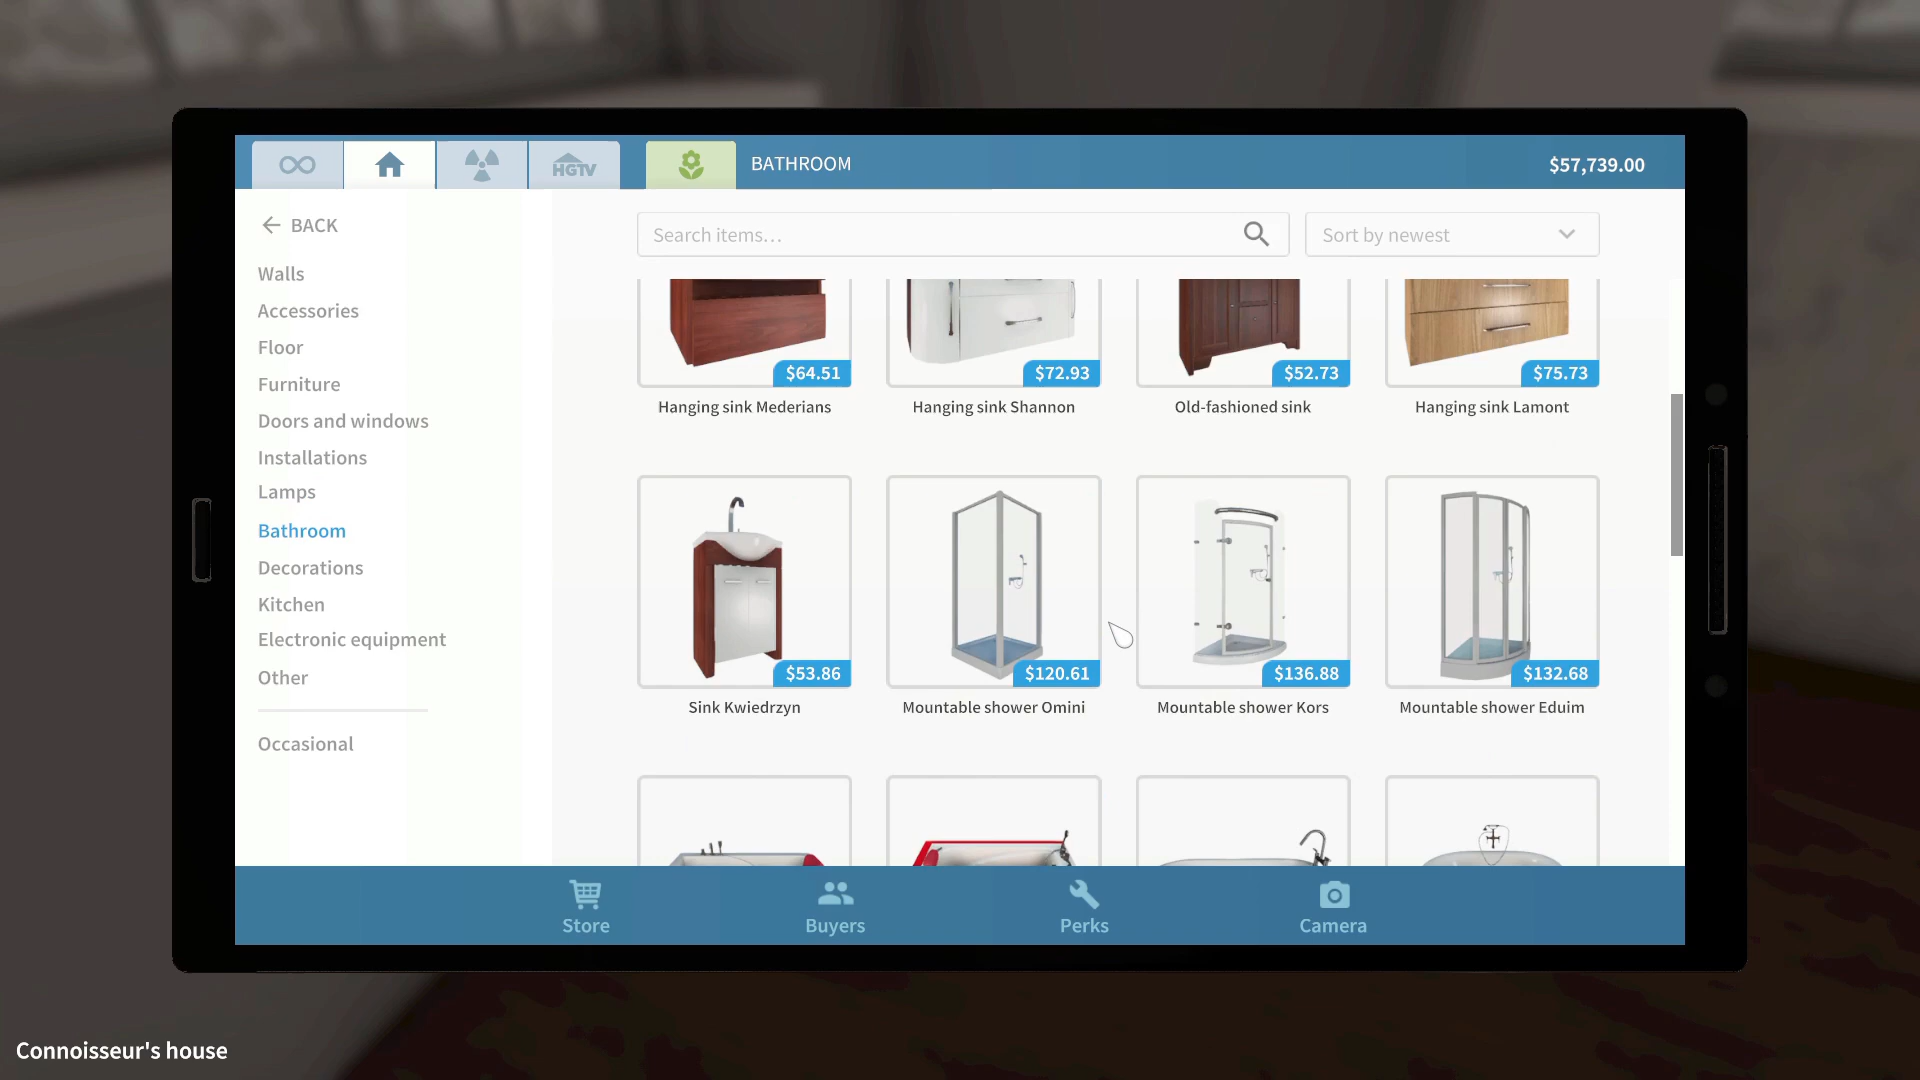 HGTV
BATHROOM
$57,739.00
BACK
Search items...
Sort by newest
Walls
Accessories
Floor
Furniture
Doors and windows
Installations
Lamps
Bathroom
Decorations
Kitchen
Electronic equipment
Other
Occasional
$64.51
$72.93
$52.73
$75.73
Hanging sink Mederians
Hanging sink Shannon
Old-fashioned sink
Hanging sink Lamont
$53.86
$120.61
$136.88
$132.68
Sink Kwiedrzyn
Mountable shower Omini
Mountable shower Kors
Mountable shower Eduim
Store
Buyers
Perks
Camera
Connoisseur's house